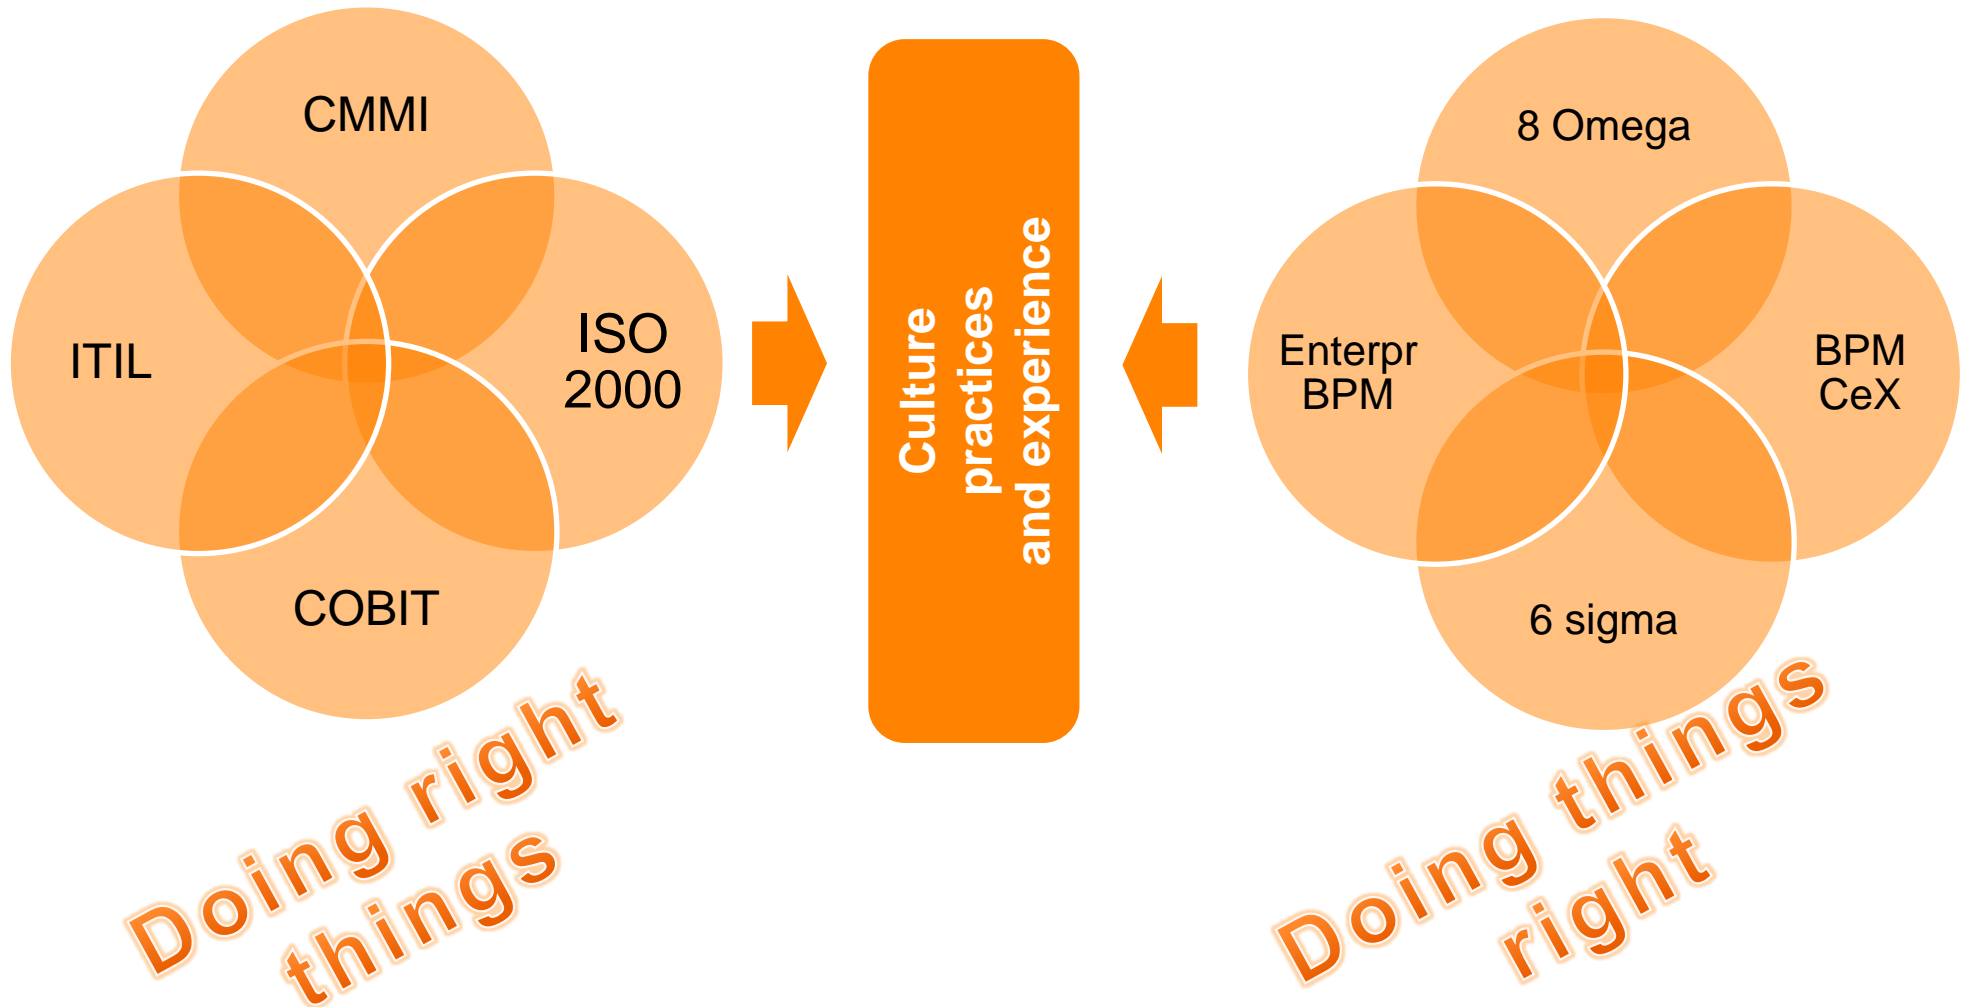 CMMI
ITIL
ISO
2000
COBIT
Doing right
things
Culture
practices
and experience
8 Omega
Enterpr
BPM
BPM
CeX
6 sigma
Doing things
right